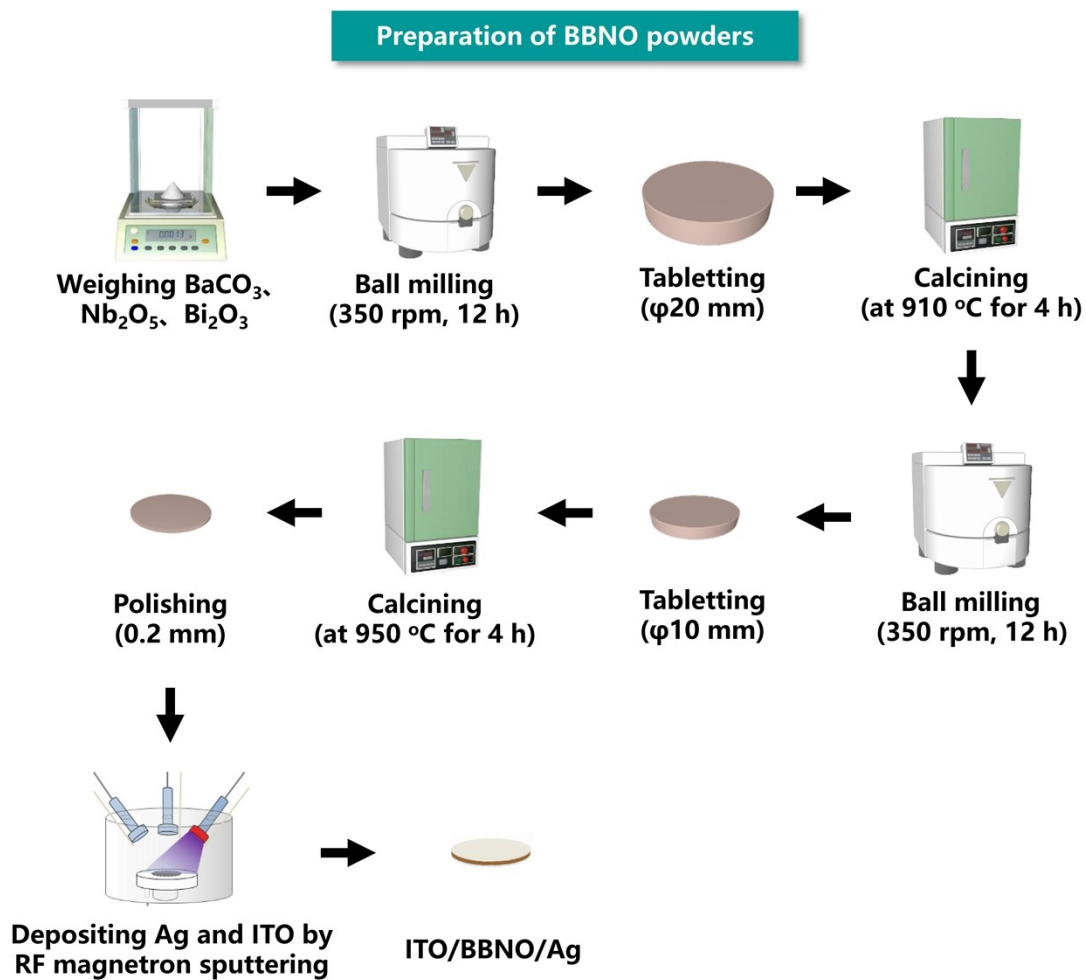 Preparation of BBNO powders
0.0013
Weighing BaCO₃、
Nb₂O₅、Bi₂O₃
Ball milling
(350 rpm, 12 h)
Tabletting
(φ20 mm)
Calcining
(at 910 ºC for 4 h)
Polishing
(0.2 mm)
Calcining
(at 950 ºC for 4 h)
Tabletting
(φ10 mm)
Ball milling
(350 rpm, 12 h)
Depositing Ag and ITO by
RF magnetron sputtering
ITO/BBNO/Ag